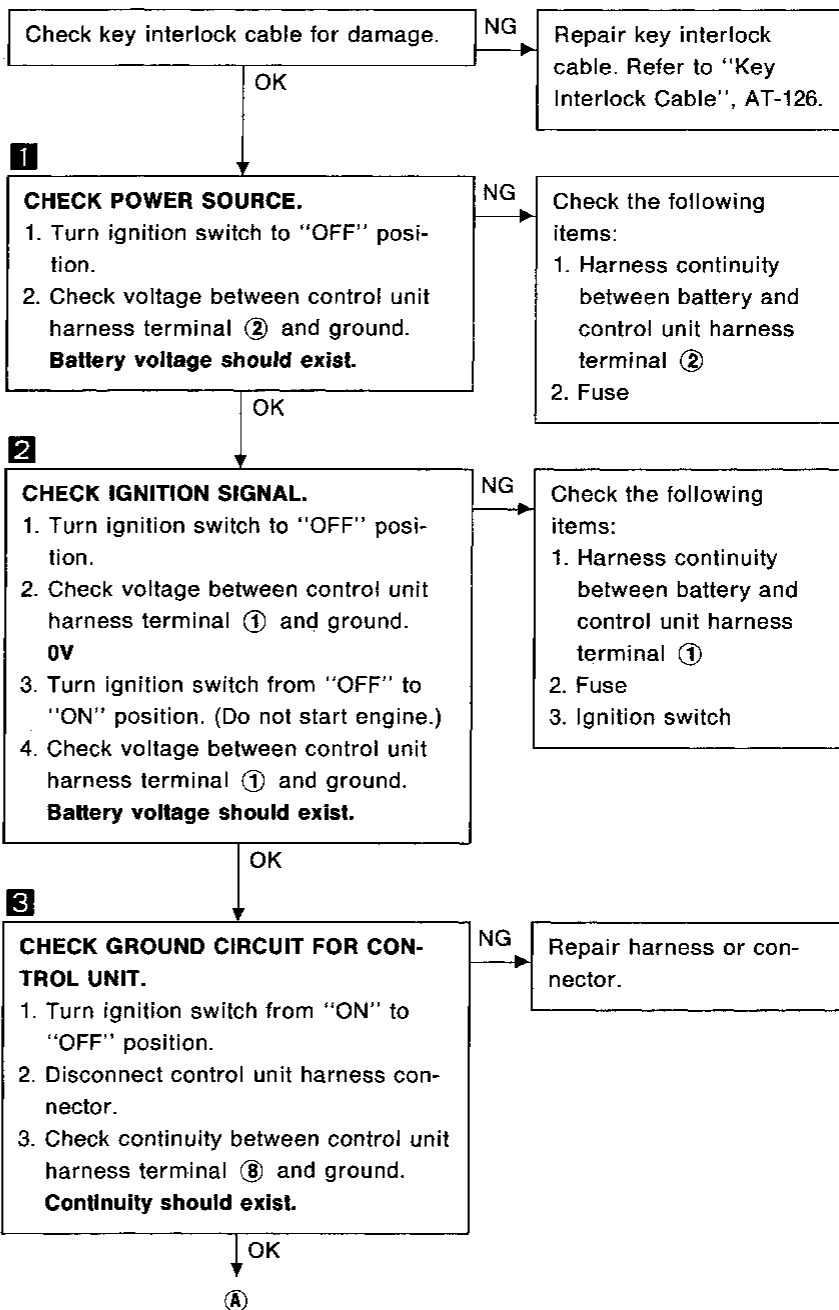 Check key interlock cable for damage.
NG
Repair key interlock
cable. Refer to "Key
Interlock Cable", AT-126.
OK
1
CHECK POWER SOURCE.
1. Turn ignition switch to "OFF" posi-
tion.
2. Check voltage between control unit
harness terminal ② and ground.
Battery voltage should exist.
NG
Check the following
items:
1. Harness continuity
between battery and
control unit harness
terminal ②
2. Fuse
OK
2
CHECK IGNITION SIGNAL.
1. Turn ignition switch to "OFF" posi-
tion.
2. Check voltage between control unit
harness terminal ① and ground.
0V
3. Turn ignition switch from "OFF" to
"ON" position. (Do not start engine.)
4. Check voltage between control unit
harness terminal ① and ground.
Battery voltage should exist.
NG
Check the following
items:
1. Harness continuity
between battery and
control unit harness
terminal ①
2. Fuse
3. Ignition switch
OK
3
CHECK GROUND CIRCUIT FOR CON-
TROL UNIT.
1. Turn ignition switch from "ON" to
"OFF" position.
2. Disconnect control unit harness con-
nector.
3. Check continuity between control unit
harness terminal ⑧ and ground.
Continuity should exist.
NG
Repair harness or con-
nector.
OK
Ⓐ